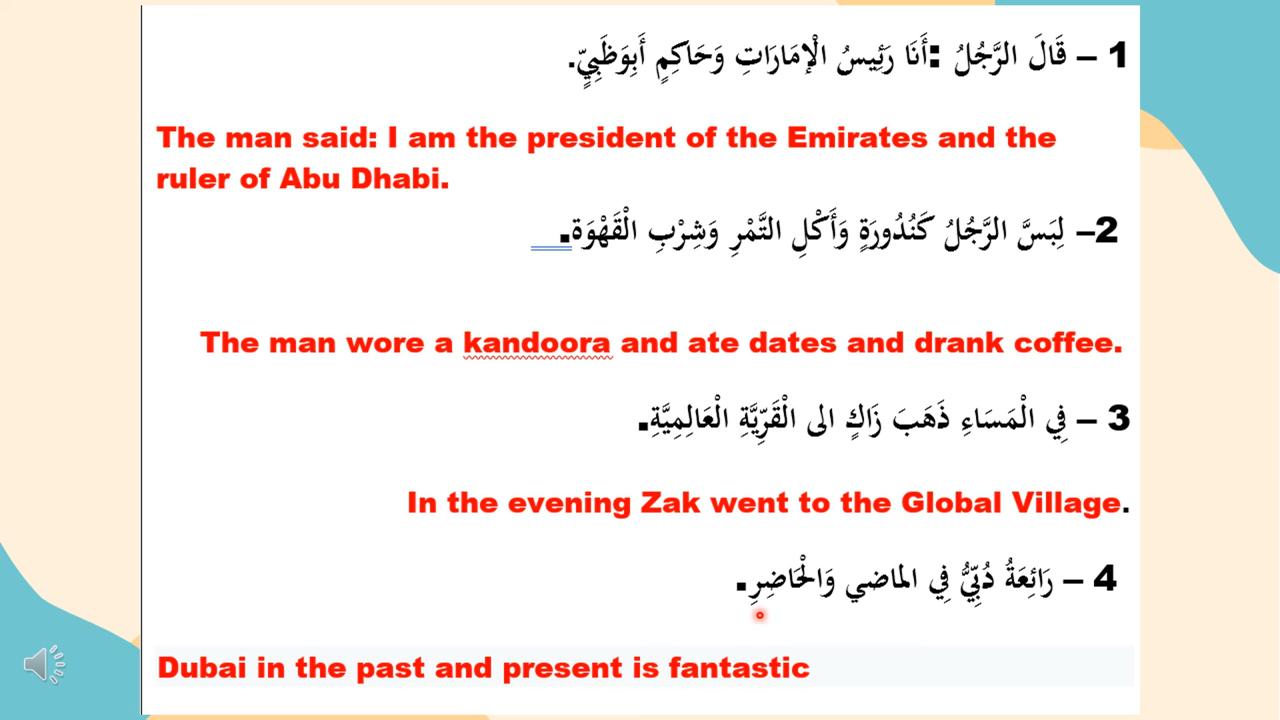 1 – قَالَ الرَّجُلُ :أَنَا رَئِيسُ الْإمَارَاتِ وَحَاكِمٍ أَبِوَظَبِيٍّ.
The man said: I am the president of the Emirates and the
ruler of Abu Dhabi.
2– لِبَسَّ الرَّجُلُ كَنُدُورَةٍ وَأَكْلِ التَّمْرِ وَشِرْبِ الْقَهْوَة.
The man wore a kandoora and ate dates and drank coffee.
3 – فِي الْمَسَاءِ ذَهَبَ زَاكٍ الى الْقَرِّيَّةِ الْعَالِمِيَّةِ.
In the evening Zak went to the Global Village.
4 – رَائِعَةُ دُبِّيُّ فِي الماضي وَالْحَاضِرِ.
Dubai in the past and present is fantastic